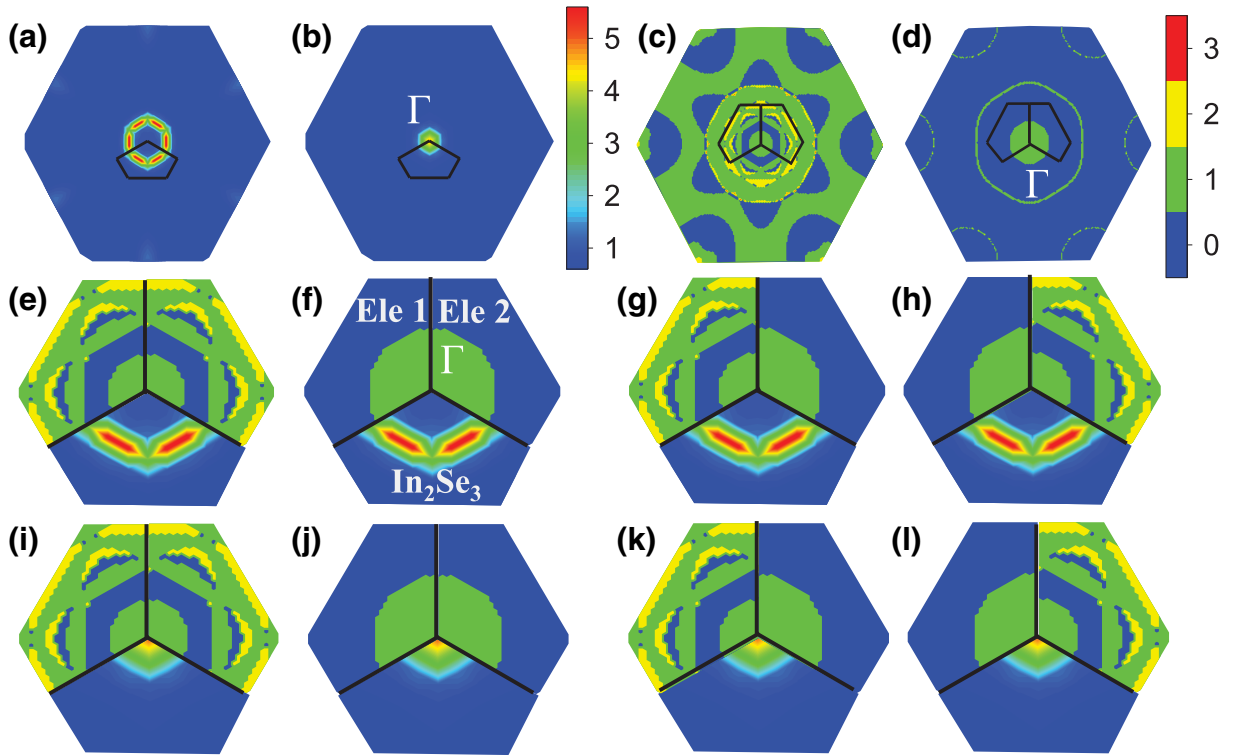 (a) (b) (c) (d)
5
4
3
2
1
3
2
1
0
Γ
Γ
(e) (f) (g) (h)
Ele 1 Ele 2
Γ
In₂Se₃
(i) (j) (k) (l)